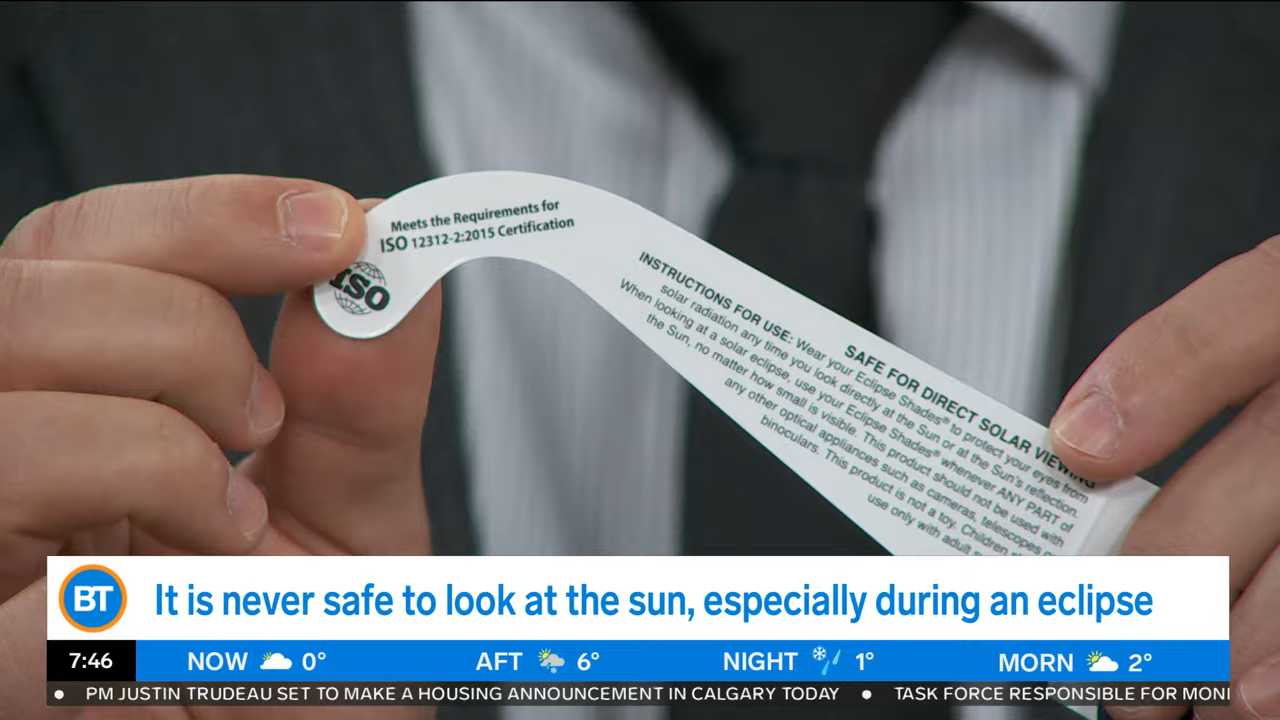 Meets the Requirements for
ISO 12312-2:2015 Certification
ISO
SAFE FOR DIRECT SOLAR VIEWING
INSTRUCTIONS FOR USE: Wear your Eclipse Shades® to protect your eyes from
solar radiation any time you look directly at the Sun or at the Sun's reflection.
When looking at a solar eclipse, use your Eclipse Shades® whenever ANY PART of
the Sun, no matter how small is visible. This product should not be used with
any other optical appliances such as cameras, telescopes
binoculars. This product is not a toy. Children
use only with adult
BT
It is never safe to look at the sun, especially during an eclipse
7:46 NOW 0° AFT 6° NIGHT 1° MORN 2°
• PM JUSTIN TRUDEAU SET TO MAKE A HOUSING ANNOUNCEMENT IN CALGARY TODAY • TASK FORCE RESPONSIBLE FOR MONI